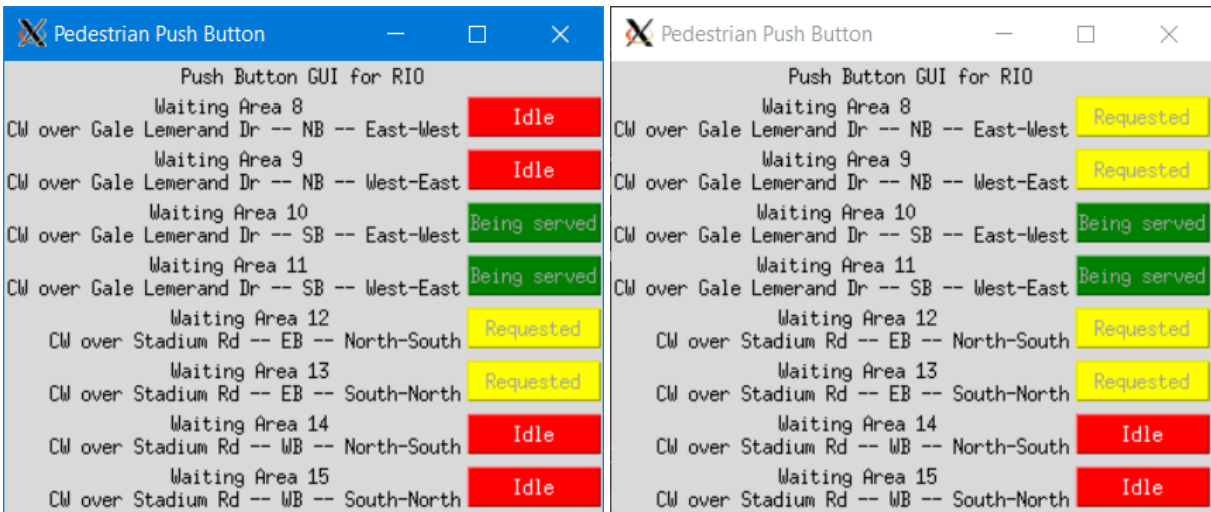 Pedestrian Push Button
Push Button GUI for RIO
Waiting Area 8
CW over Gale Lemerand Dr -- NB -- East-West
Idle
Waiting Area 9
CW over Gale Lemerand Dr -- NB -- West-East
Idle
Waiting Area 10
CW over Gale Lemerand Dr -- SB -- East-West
Being served
Waiting Area 11
CW over Gale Lemerand Dr -- SB -- West-East
Being served
Waiting Area 12
CW over Stadium Rd -- EB -- North-South
Requested
Waiting Area 13
CW over Stadium Rd -- EB -- South-North
Requested
Waiting Area 14
CW over Stadium Rd -- WB -- North-South
Idle
Waiting Area 15
CW over Stadium Rd -- WB -- South-North
Idle
Pedestrian Push Button
Push Button GUI for RIO
Waiting Area 8
CW over Gale Lemerand Dr -- NB -- East-West
Requested
Waiting Area 9
CW over Gale Lemerand Dr -- NB -- West-East
Requested
Waiting Area 10
CW over Gale Lemerand Dr -- SB -- East-West
Being served
Waiting Area 11
CW over Gale Lemerand Dr -- SB -- West-East
Being served
Waiting Area 12
CW over Stadium Rd -- EB -- North-South
Requested
Waiting Area 13
CW over Stadium Rd -- EB -- South-North
Requested
Waiting Area 14
CW over Stadium Rd -- WB -- North-South
Idle
Waiting Area 15
CW over Stadium Rd -- WB -- South-North
Idle